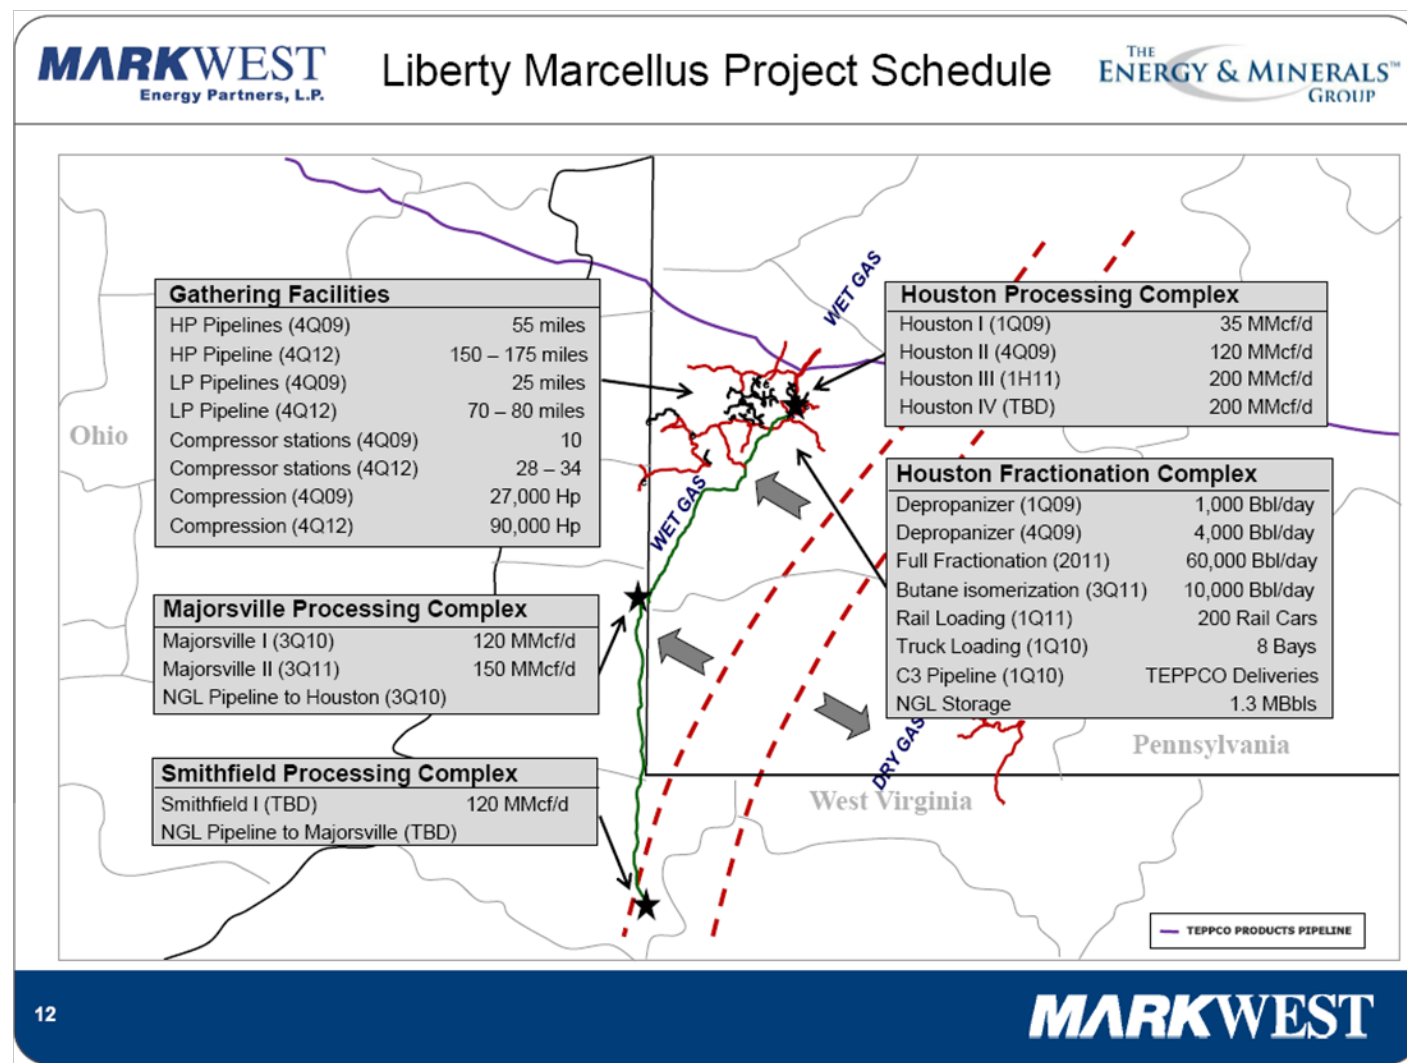 MARKWEST
Energy Partners, L.P.
Liberty Marcellus Project Schedule
THE
ENERGY & MINERALS™
GROUP
Gathering Facilities
HP Pipelines (4Q09) 55 miles
HP Pipeline (4Q12) 150 – 175 miles
LP Pipelines (4Q09) 25 miles
LP Pipeline (4Q12) 70 – 80 miles
Compressor stations (4Q09) 10
Compressor stations (4Q12) 28 – 34
Compression (4Q09) 27,000 Hp
Compression (4Q12) 90,000 Hp
Houston Processing Complex
Houston I (1Q09) 35 MMcf/d
Houston II (4Q09) 120 MMcf/d
Houston III (1H11) 200 MMcf/d
Houston IV (TBD) 200 MMcf/d
Houston Fractionation Complex
Depropanizer (1Q09) 1,000 Bbl/day
Depropanizer (4Q09) 4,000 Bbl/day
Full Fractionation (2011) 60,000 Bbl/day
Butane isomerization (3Q11) 10,000 Bbl/day
Rail Loading (1Q11) 200 Rail Cars
Truck Loading (1Q10) 8 Bays
C3 Pipeline (1Q10) TEPPCO Deliveries
NGL Storage 1.3 MBbls
Majorsville Processing Complex
Majorsville I (3Q10) 120 MMcf/d
Majorsville II (3Q11) 150 MMcf/d
NGL Pipeline to Houston (3Q10)
Smithfield Processing Complex
Smithfield I (TBD) 120 MMcf/d
NGL Pipeline to Majorsville (TBD)
WET GAS
WET GAS
DRY GAS
Ohio
Pennsylvania
West Virginia
TEPPCO PRODUCTS PIPELINE
12
MARKWEST